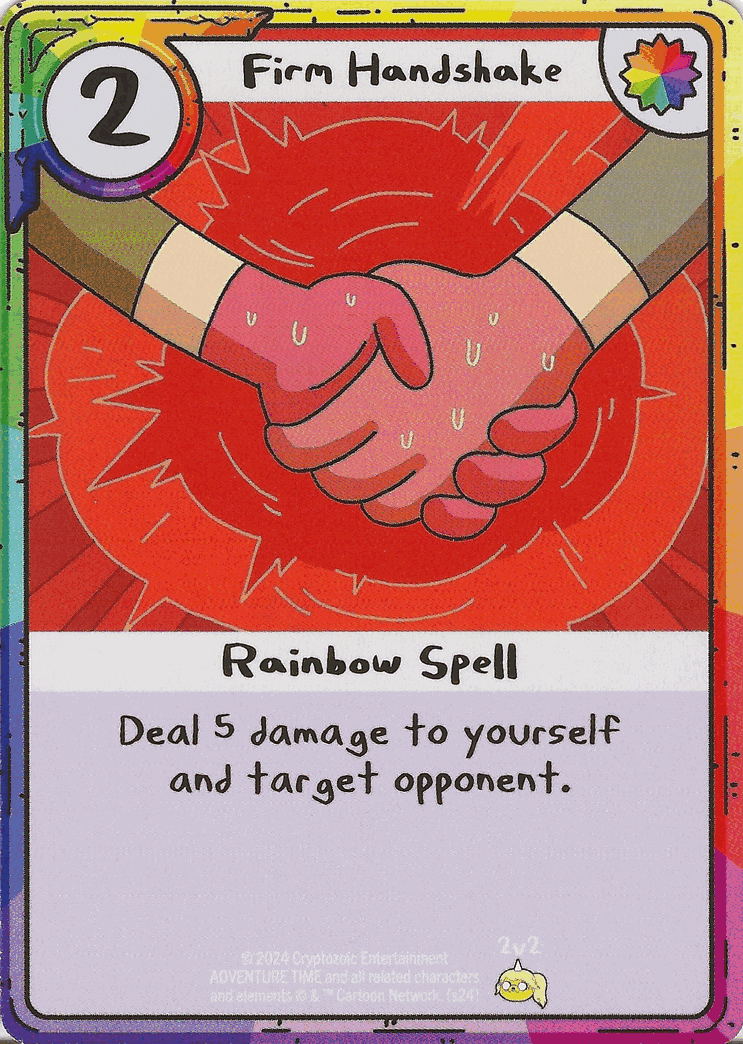 2
Firm Handshake
Rainbow Spell
Deal 5 damage to yourself
and target opponent.
2v2
© 2024 Cryptozoic Entertainment
ADVENTURE TIME and all related characters
and elements © & ™ Cartoon Network. (s24)